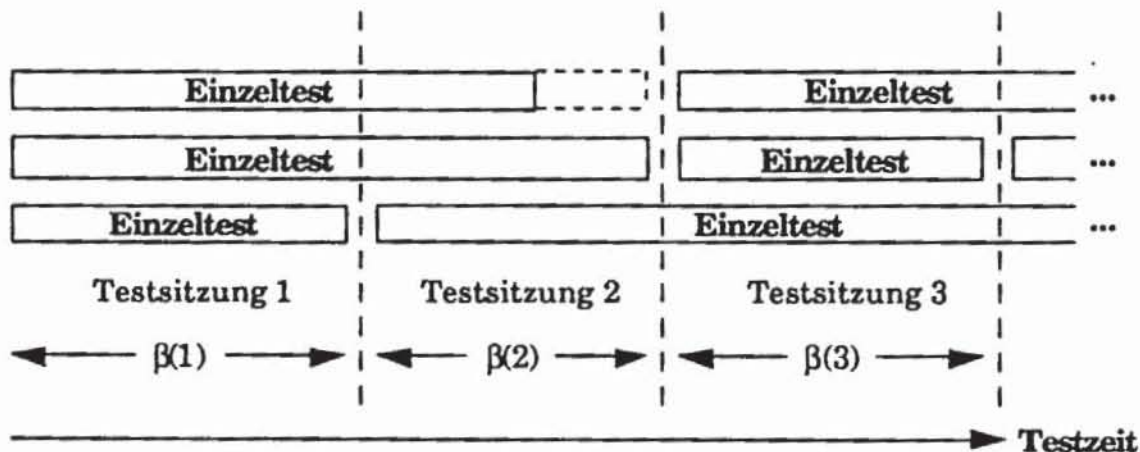 Einzeltest Einzeltest ...
Einzeltest Einzeltest ...
Einzeltest Einzeltest ...
Testsitzung 1 Testsitzung 2 Testsitzung 3
β(1) β(2) β(3)
Testzeit